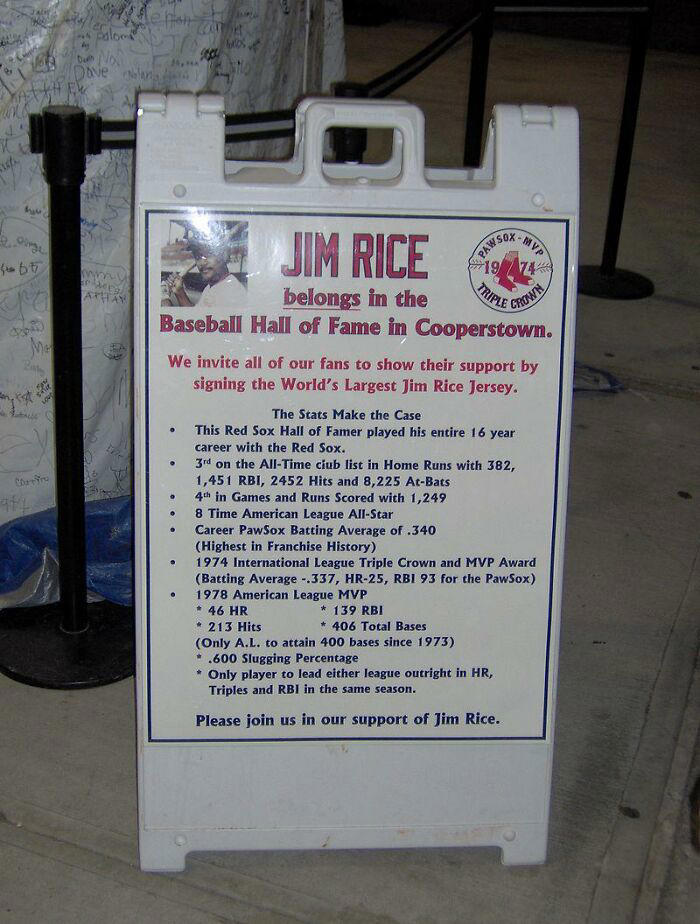 Paloma
Dave
PAWSOX - MVP
1974
TRIPLE CROWN
JIM RICE
belongs in the
Baseball Hall of Fame in Cooperstown.
We invite all of our fans to show their support by
signing the World's Largest Jim Rice Jersey.
The Stats Make the Case
• This Red Sox Hall of Famer played his entire 16 year
career with the Red Sox.
• 3rd on the All-Time club list in Home Runs with 382,
1,451 RBI, 2452 Hits and 8,225 At-Bats
• 4th in Games and Runs Scored with 1,249
• 8 Time American League All-Star
• Career PawSox Batting Average of .340
(Highest in Franchise History)
• 1974 International League Triple Crown and MVP Award
(Batting Average -.337, HR-25, RBI 93 for the PawSox)
• 1978 American League MVP
* 46 HR * 139 RBI
* 213 Hits * 406 Total Bases
(Only A.L. to attain 400 bases since 1973)
* .600 Slugging Percentage
* Only player to lead either league outright in HR,
Triples and RBI in the same season.
Please join us in our support of Jim Rice.